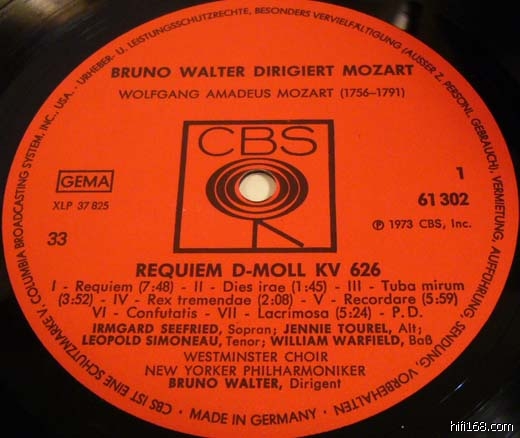 URHEBER- U. LEISTUNGSSCHUTZRECHTE, BESONDERS VERVIELFÄLTIGUNG (AUSSER Z. PERSÖNL. GEBRAUCH), VERMIETUNG, AUFFÜHRUNG, SENDUNG, VORBEHALTEN
BRUNO WALTER DIRIGIERT MOZART
WOLFGANG AMADEUS MOZART (1756–1791)
CBS
GEMA
XLP 37 825
33
1
61 302
℗ 1973 CBS, Inc.
REQUIEM D-MOLL KV 626
I - Requiem (7:48) - II - Dies irae (1:45) - III - Tuba mirum
(3:52) - IV - Rex tremendae (2:08) - V - Recordare (5:59)
VI - Confutatis - VII - Lacrimosa (5:24) - P.D.
IRMGARD SEEFRIED, Sopran; JENNIE TOUREL, Alt;
LEOPOLD SIMONEAU, Tenor; WILLIAM WARFIELD, Baß
WESTMINSTER CHOIR
NEW YORKER PHILHARMONIKER
BRUNO WALTER, Dirigent
CBS IST EINE SCHUTZMARKE V. COLUMBIA BROADCASTING SYSTEM, INC., USA.
· MADE IN GERMANY ·
hifi168.com